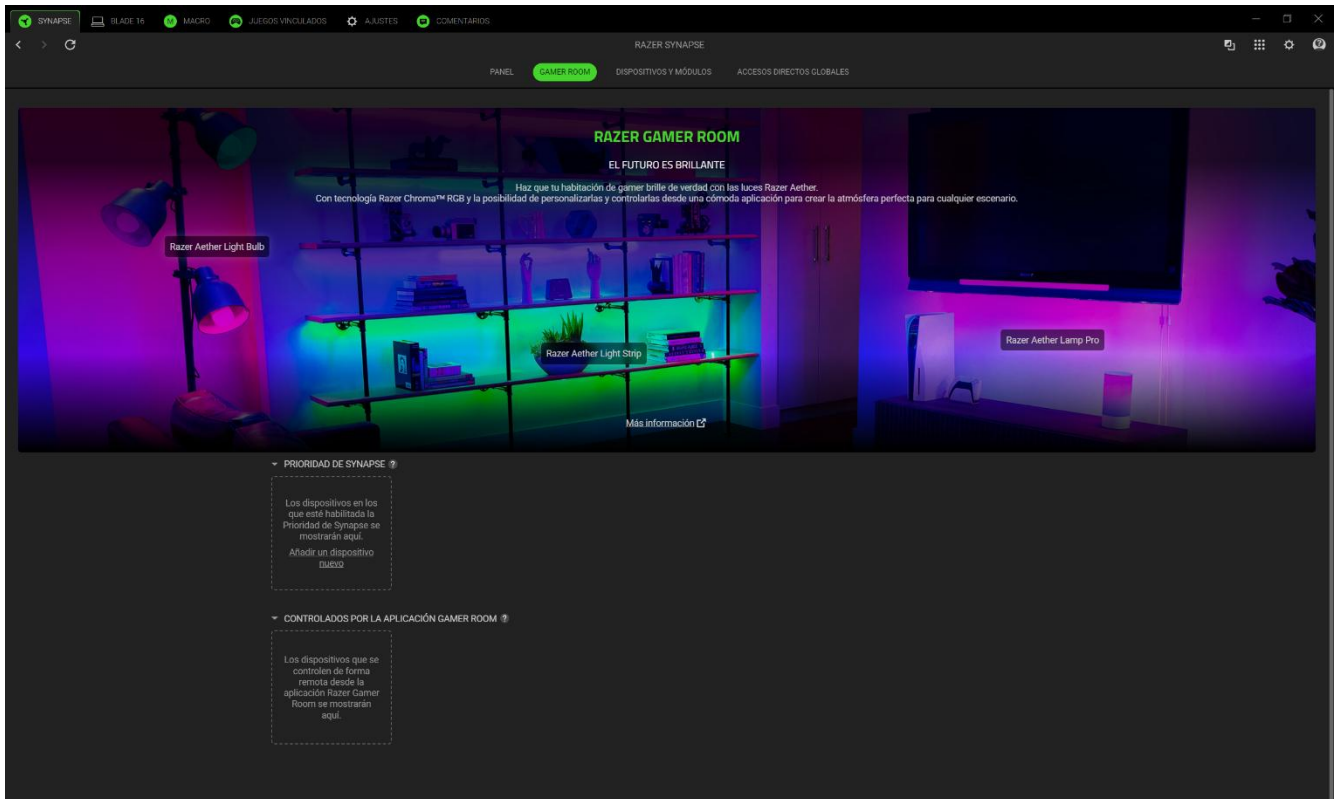 SYNAPSE
BLADE 16
MACRO
JUEGOS VINCULADOS
AJUSTES
COMENTARIOS
RAZER SYNAPSE
PANEL
GAMER ROOM
DISPOSITIVOS Y MÓDULOS
ACCESOS DIRECTOS GLOBALES
RAZER GAMER ROOM
EL FUTURO ES BRILLANTE
Haz que tu habitación de gamer brille de verdad con las luces Razer Aether.
Con tecnología Razer Chroma™ RGB y la posibilidad de personalizarlas y controlarlas desde una cómoda aplicación para crear la atmósfera perfecta para cualquier escenario.
Razer Aether Light Bulb
Razer Aether Light Strip
Razer Aether Lamp Pro
Más información
PRIORIDAD DE SYNAPSE ?
Los dispositivos en los
que esté habilitada la
Prioridad de Synapse se
mostrarán aquí.
Añadir un dispositivo
nuevo
CONTROLADOS POR LA APLICACIÓN GAMER ROOM ?
Los dispositivos que se
controlen de forma
remota desde la
aplicación Razer Gamer
Room se mostrarán
aquí.